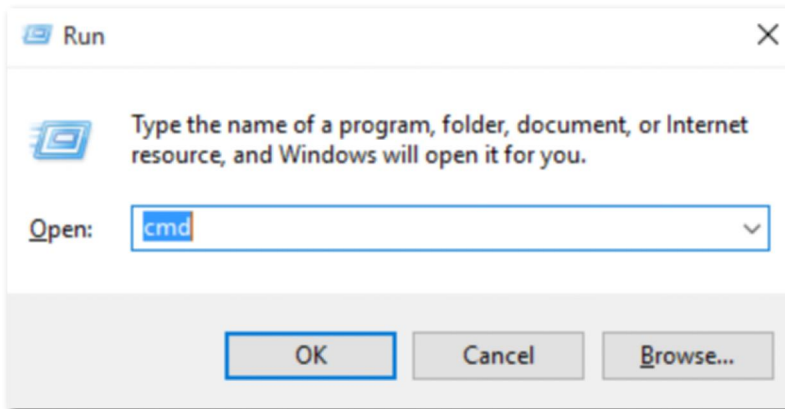 Run
Type the name of a program, folder, document, or Internet
resource, and Windows will open it for you.
Open: cmd
OK Cancel Browse...